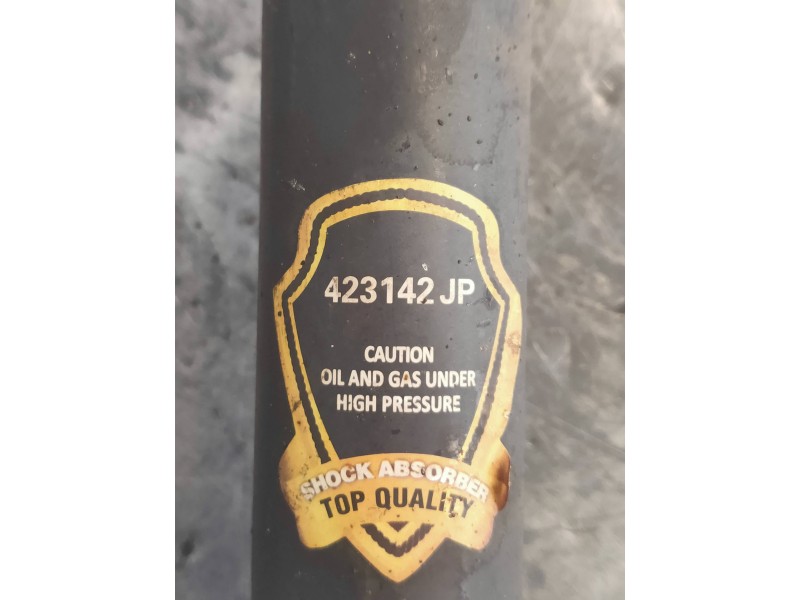 423142 JP
CAUTION
OIL AND GAS UNDER
HIGH PRESSURE
SHOCK ABSORBER
TOP QUALITY